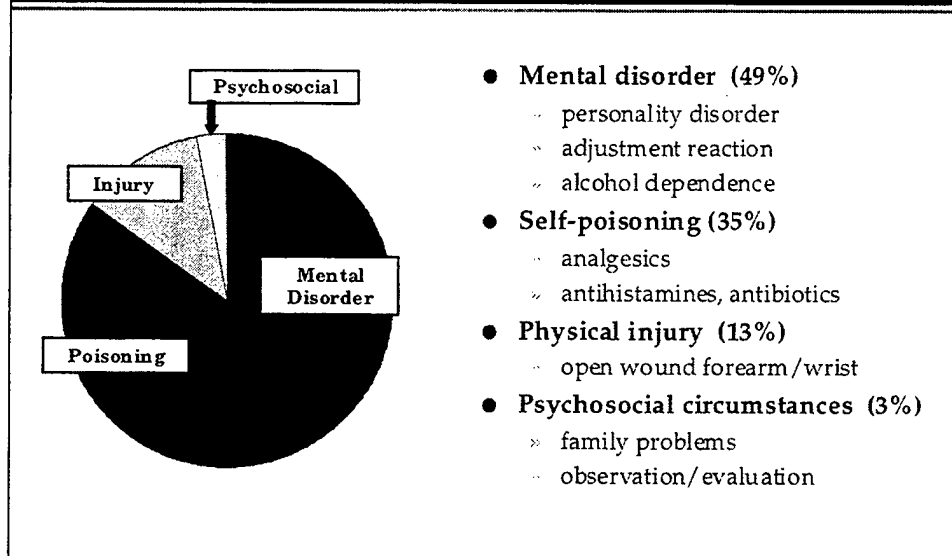 Psychosocial
Injury
Mental
Disorder
Poisoning
● Mental disorder (49%)
» personality disorder
» adjustment reaction
» alcohol dependence
● Self-poisoning (35%)
» analgesics
» antihistamines, antibiotics
● Physical injury (13%)
» open wound forearm/wrist
● Psychosocial circumstances (3%)
» family problems
» observation/evaluation